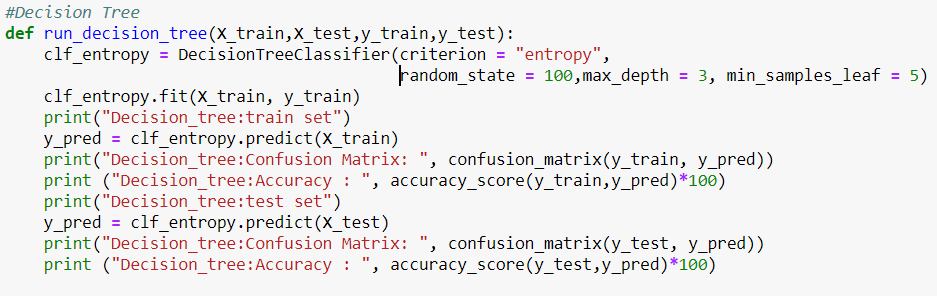 #Decision Tree
def run_decision_tree(X_train,X_test,y_train,y_test):
    clf_entropy = DecisionTreeClassifier(criterion = "entropy",
                                         random_state = 100,max_depth = 3, min_samples_leaf = 5)
    clf_entropy.fit(X_train, y_train)
    print("Decision_tree:train set")
    y_pred = clf_entropy.predict(X_train)
    print("Decision_tree:Confusion Matrix: ", confusion_matrix(y_train, y_pred))
    print ("Decision_tree:Accuracy : ", accuracy_score(y_train,y_pred)*100)
    print("Decision_tree:test set")
    y_pred = clf_entropy.predict(X_test)
    print("Decision_tree:Confusion Matrix: ", confusion_matrix(y_test, y_pred))
    print ("Decision_tree:Accuracy : ", accuracy_score(y_test,y_pred)*100)